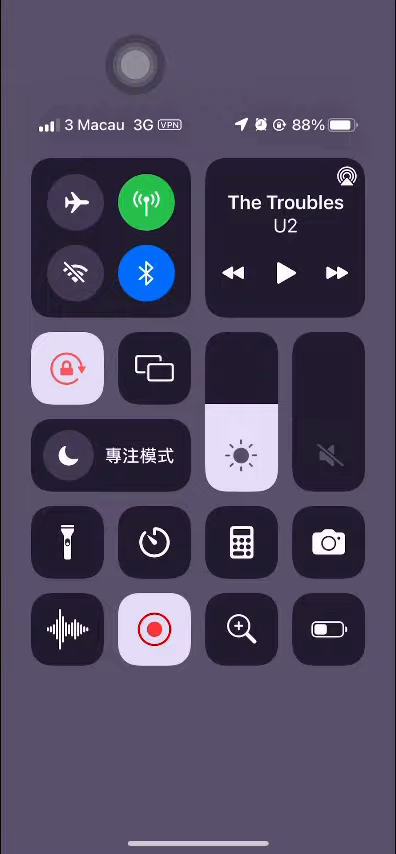 3 Macau 3G VPN 88%
The Troubles
U2
專注模式